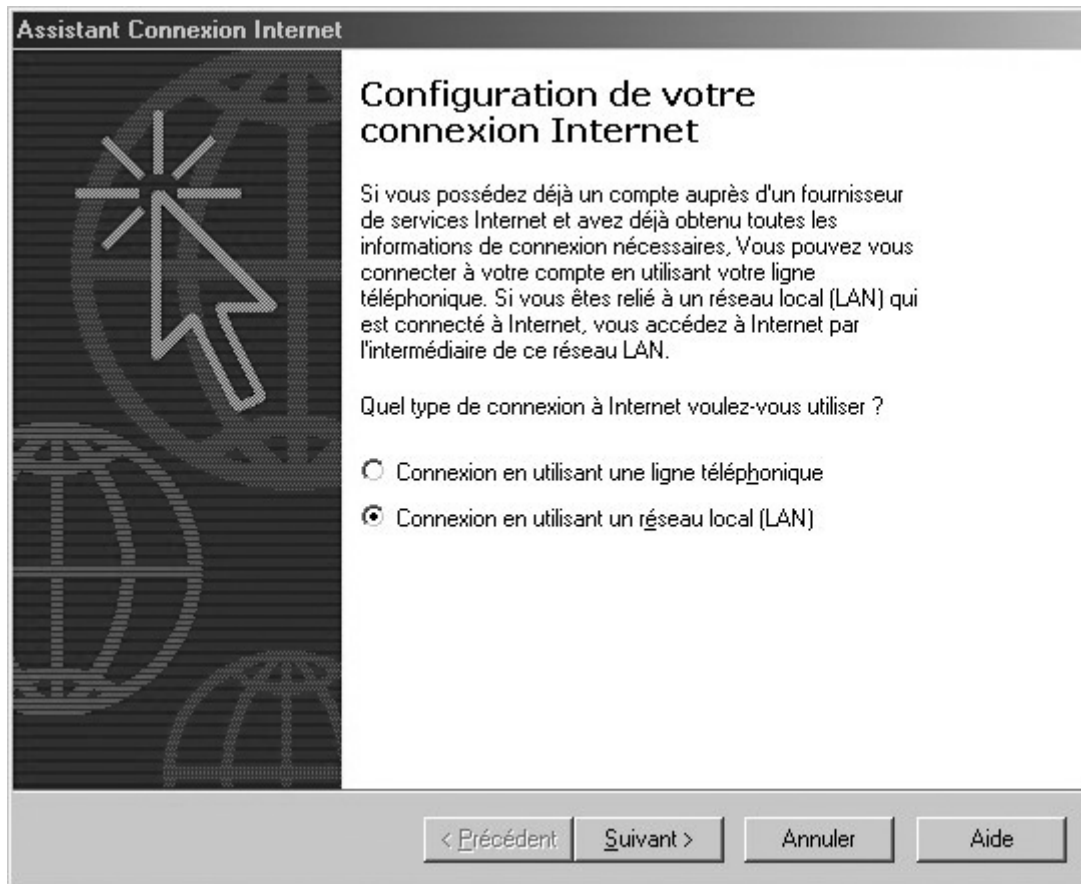 Assistant Connexion Internet
Configuration de votre
connexion Internet
Si vous possédez déjà un compte auprès d'un fournisseur
de services Internet et avez déjà obtenu toutes les
informations de connexion nécessaires, Vous pouvez vous
connecter à votre compte en utilisant votre ligne
téléphonique. Si vous êtes relié à un réseau local (LAN) qui
est connecté à Internet, vous accédez à Internet par
l'intermédiaire de ce réseau LAN.
Quel type de connexion à Internet voulez-vous utiliser ?
Connexion en utilisant une ligne téléphonique
Connexion en utilisant un réseau local (LAN)
< Précédent Suivant > Annuler Aide